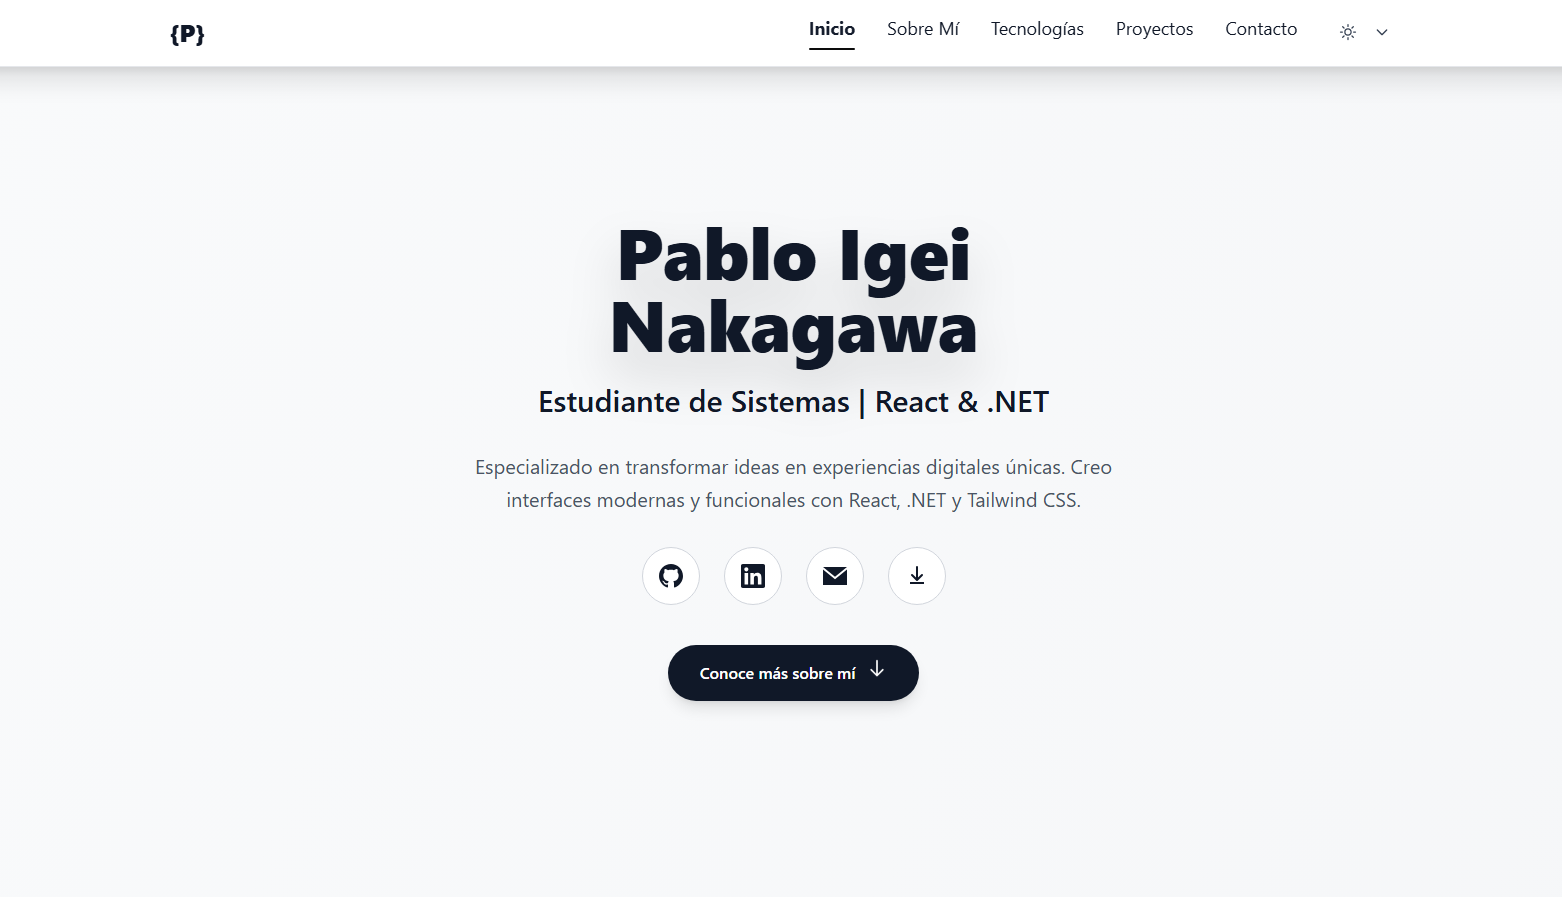 {P}
Inicio Sobre Mí Tecnologías Proyectos Contacto
Pablo Igei
Nakagawa
Estudiante de Sistemas | React & .NET
Especializado en transformar ideas en experiencias digitales únicas. Creo
interfaces modernas y funcionales con React, .NET y Tailwind CSS.
in
Conoce más sobre mí